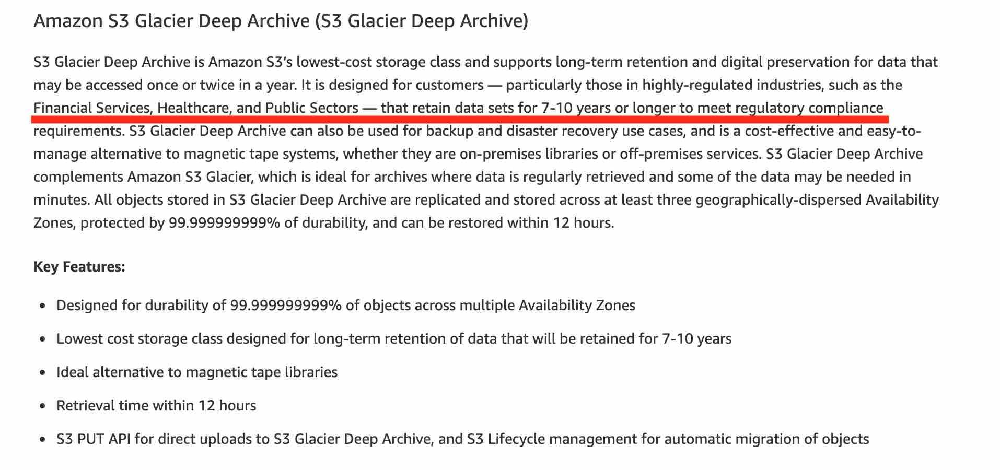 Amazon S3 Glacier Deep Archive (S3 Glacier Deep Archive)
S3 Glacier Deep Archive is Amazon S3’s lowest-cost storage class and supports long-term retention and digital preservation for data that
may be accessed once or twice in a year. It is designed for customers — particularly those in highly-regulated industries, such as the
Financial Services, Healthcare, and Public Sectors — that retain data sets for 7-10 years or longer to meet regulatory compliance
requirements. S3 Glacier Deep Archive can also be used for backup and disaster recovery use cases, and is a cost-effective and easy-to-
manage alternative to magnetic tape systems, whether they are on-premises libraries or off-premises services. S3 Glacier Deep Archive
complements Amazon S3 Glacier, which is ideal for archives where data is regularly retrieved and some of the data may be needed in
minutes. All objects stored in S3 Glacier Deep Archive are replicated and stored across at least three geographically-dispersed Availability
Zones, protected by 99.999999999% of durability, and can be restored within 12 hours.
Key Features:
• Designed for durability of 99.999999999% of objects across multiple Availability Zones
• Lowest cost storage class designed for long-term retention of data that will be retained for 7-10 years
• Ideal alternative to magnetic tape libraries
• Retrieval time within 12 hours
• S3 PUT API for direct uploads to S3 Glacier Deep Archive, and S3 Lifecycle management for automatic migration of objects